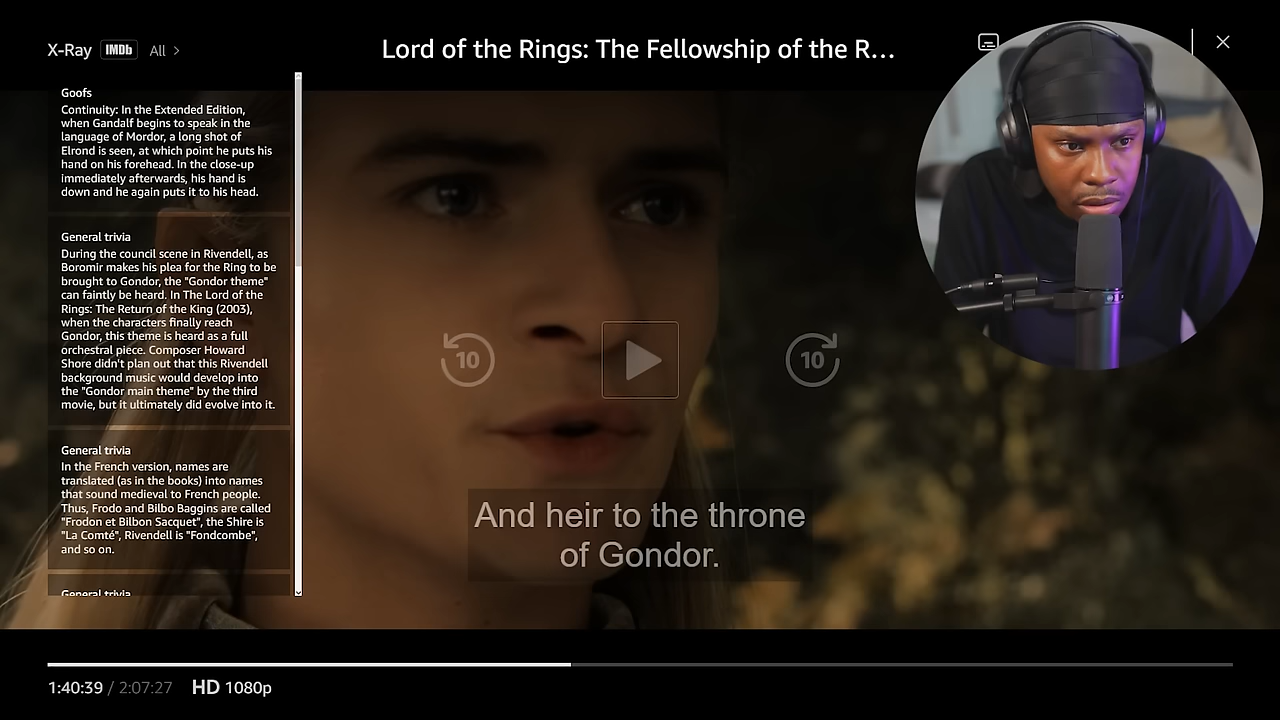 X-Ray IMDb All >
Lord of the Rings: The Fellowship of the R...
Goofs
Continuity: In the Extended Edition,
when Gandalf begins to speak in the
language of Mordor, a long shot of
Elrond is seen, at which point he puts his
hand on his forehead. In the close-up
immediately afterwards, his hand is
down and he again puts it to his head.
General trivia
During the council scene in Rivendell, as
Boromir makes his plea for the Ring to be
brought to Gondor, the "Gondor theme"
can faintly be heard. In The Lord of the
Rings: The Return of the King (2003),
when the characters finally reach
Gondor, this theme is heard as a full
orchestral piece. Composer Howard
Shore didn't plan out that this Rivendell
background music would develop into
the "Gondor main theme" by the third
movie, but it ultimately did evolve into it.
General trivia
In the French version, names are
translated (as in the books) into names
that sound medieval to French people.
Thus, Frodo and Bilbo Baggins are called
"Frodon et Bilbon Sacquet", the Shire is
"La Comté", Rivendell is "Fondcombe",
and so on.
General trivia
10
10
And heir to the throne
of Gondor.
1:40:39 / 2:07:27 HD 1080p